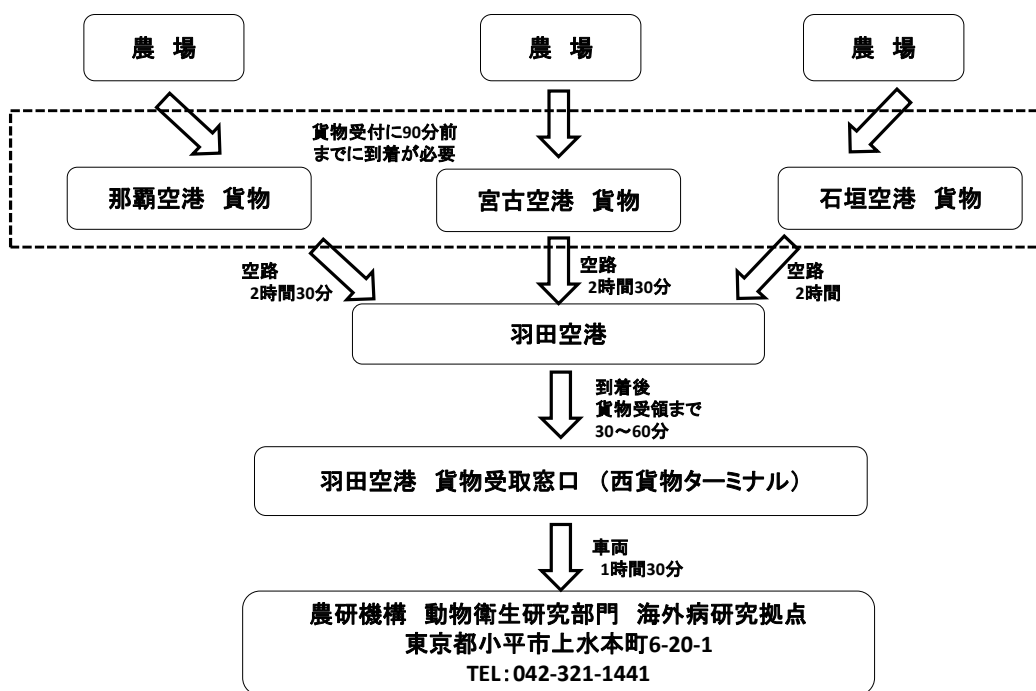 農　場
農　場
農　場
貨物受付に90分前
までに到着が必要
那覇空港　貨物
宮古空港　貨物
石垣空港　貨物
空路
2時間30分
空路
2時間30分
空路
2時間
羽田空港
到着後
貨物受領まで
30～60分
羽田空港　貨物受取窓口　（西貨物ターミナル）
車両
1時間30分
農研機構　動物衛生研究部門　海外病研究拠点
東京都小平市上水本町6-20-1
TEL：042-321-1441